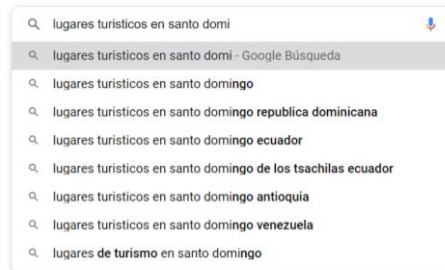 lugares turisticos en santo domi
lugares turisticos en santo domi - Google Búsqueda
lugares turisticos en santo domingo
lugares turisticos en santo domingo republica dominicana
lugares turisticos en santo domingo ecuador
lugares turisticos en santo domingo de los tsachilas ecuador
lugares turisticos en santo domingo antioquia
lugares turisticos en santo domingo venezuela
lugares de turismo en santo domingo